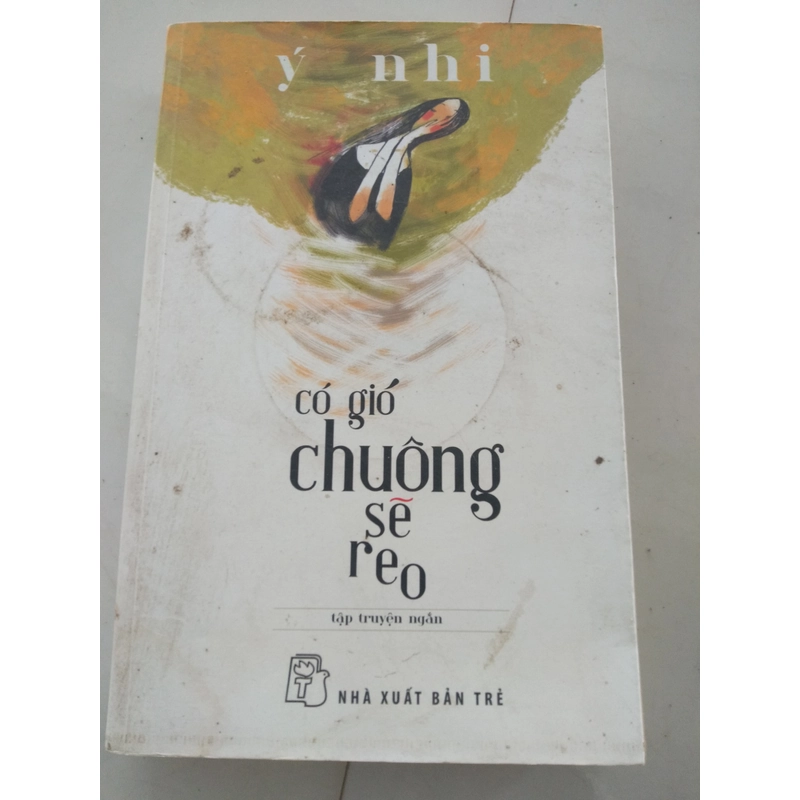 ý nhi
có gió
chuông
sẽ
reo
tập truyện ngắn
NHÀ XUẤT BẢN TRẺ